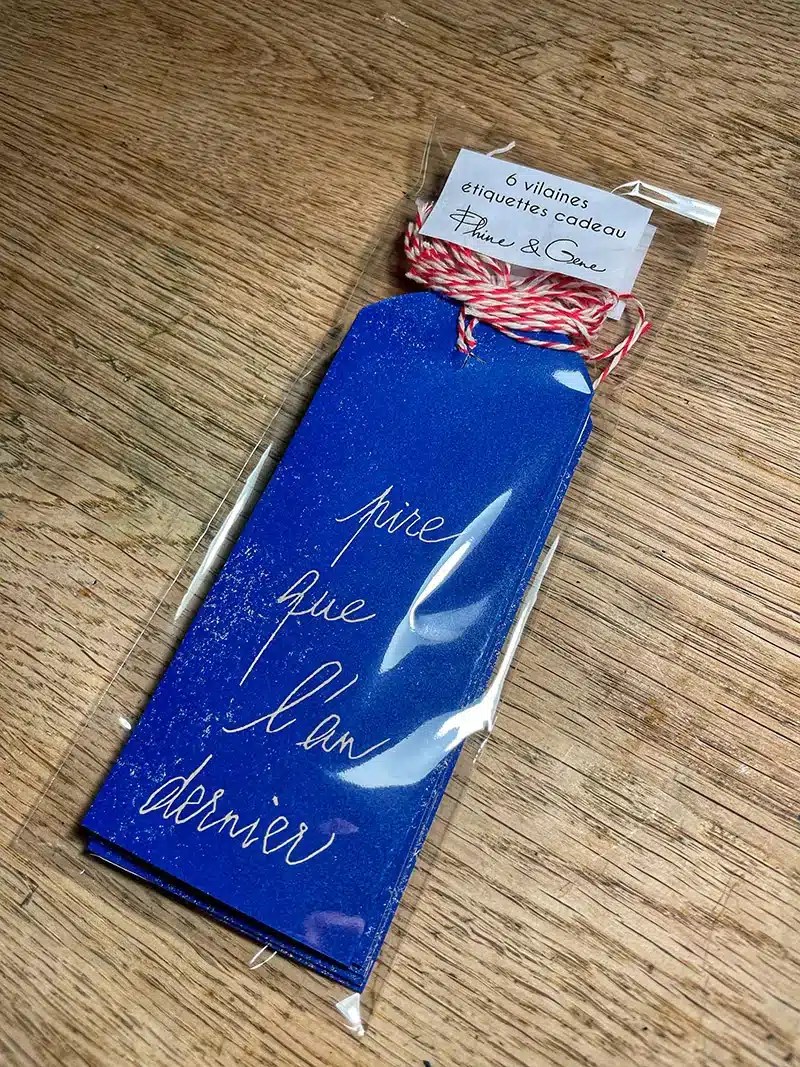 6 vilaines
étiquettes cadeau
Phine & Gene
pire
que
l'an
dernier